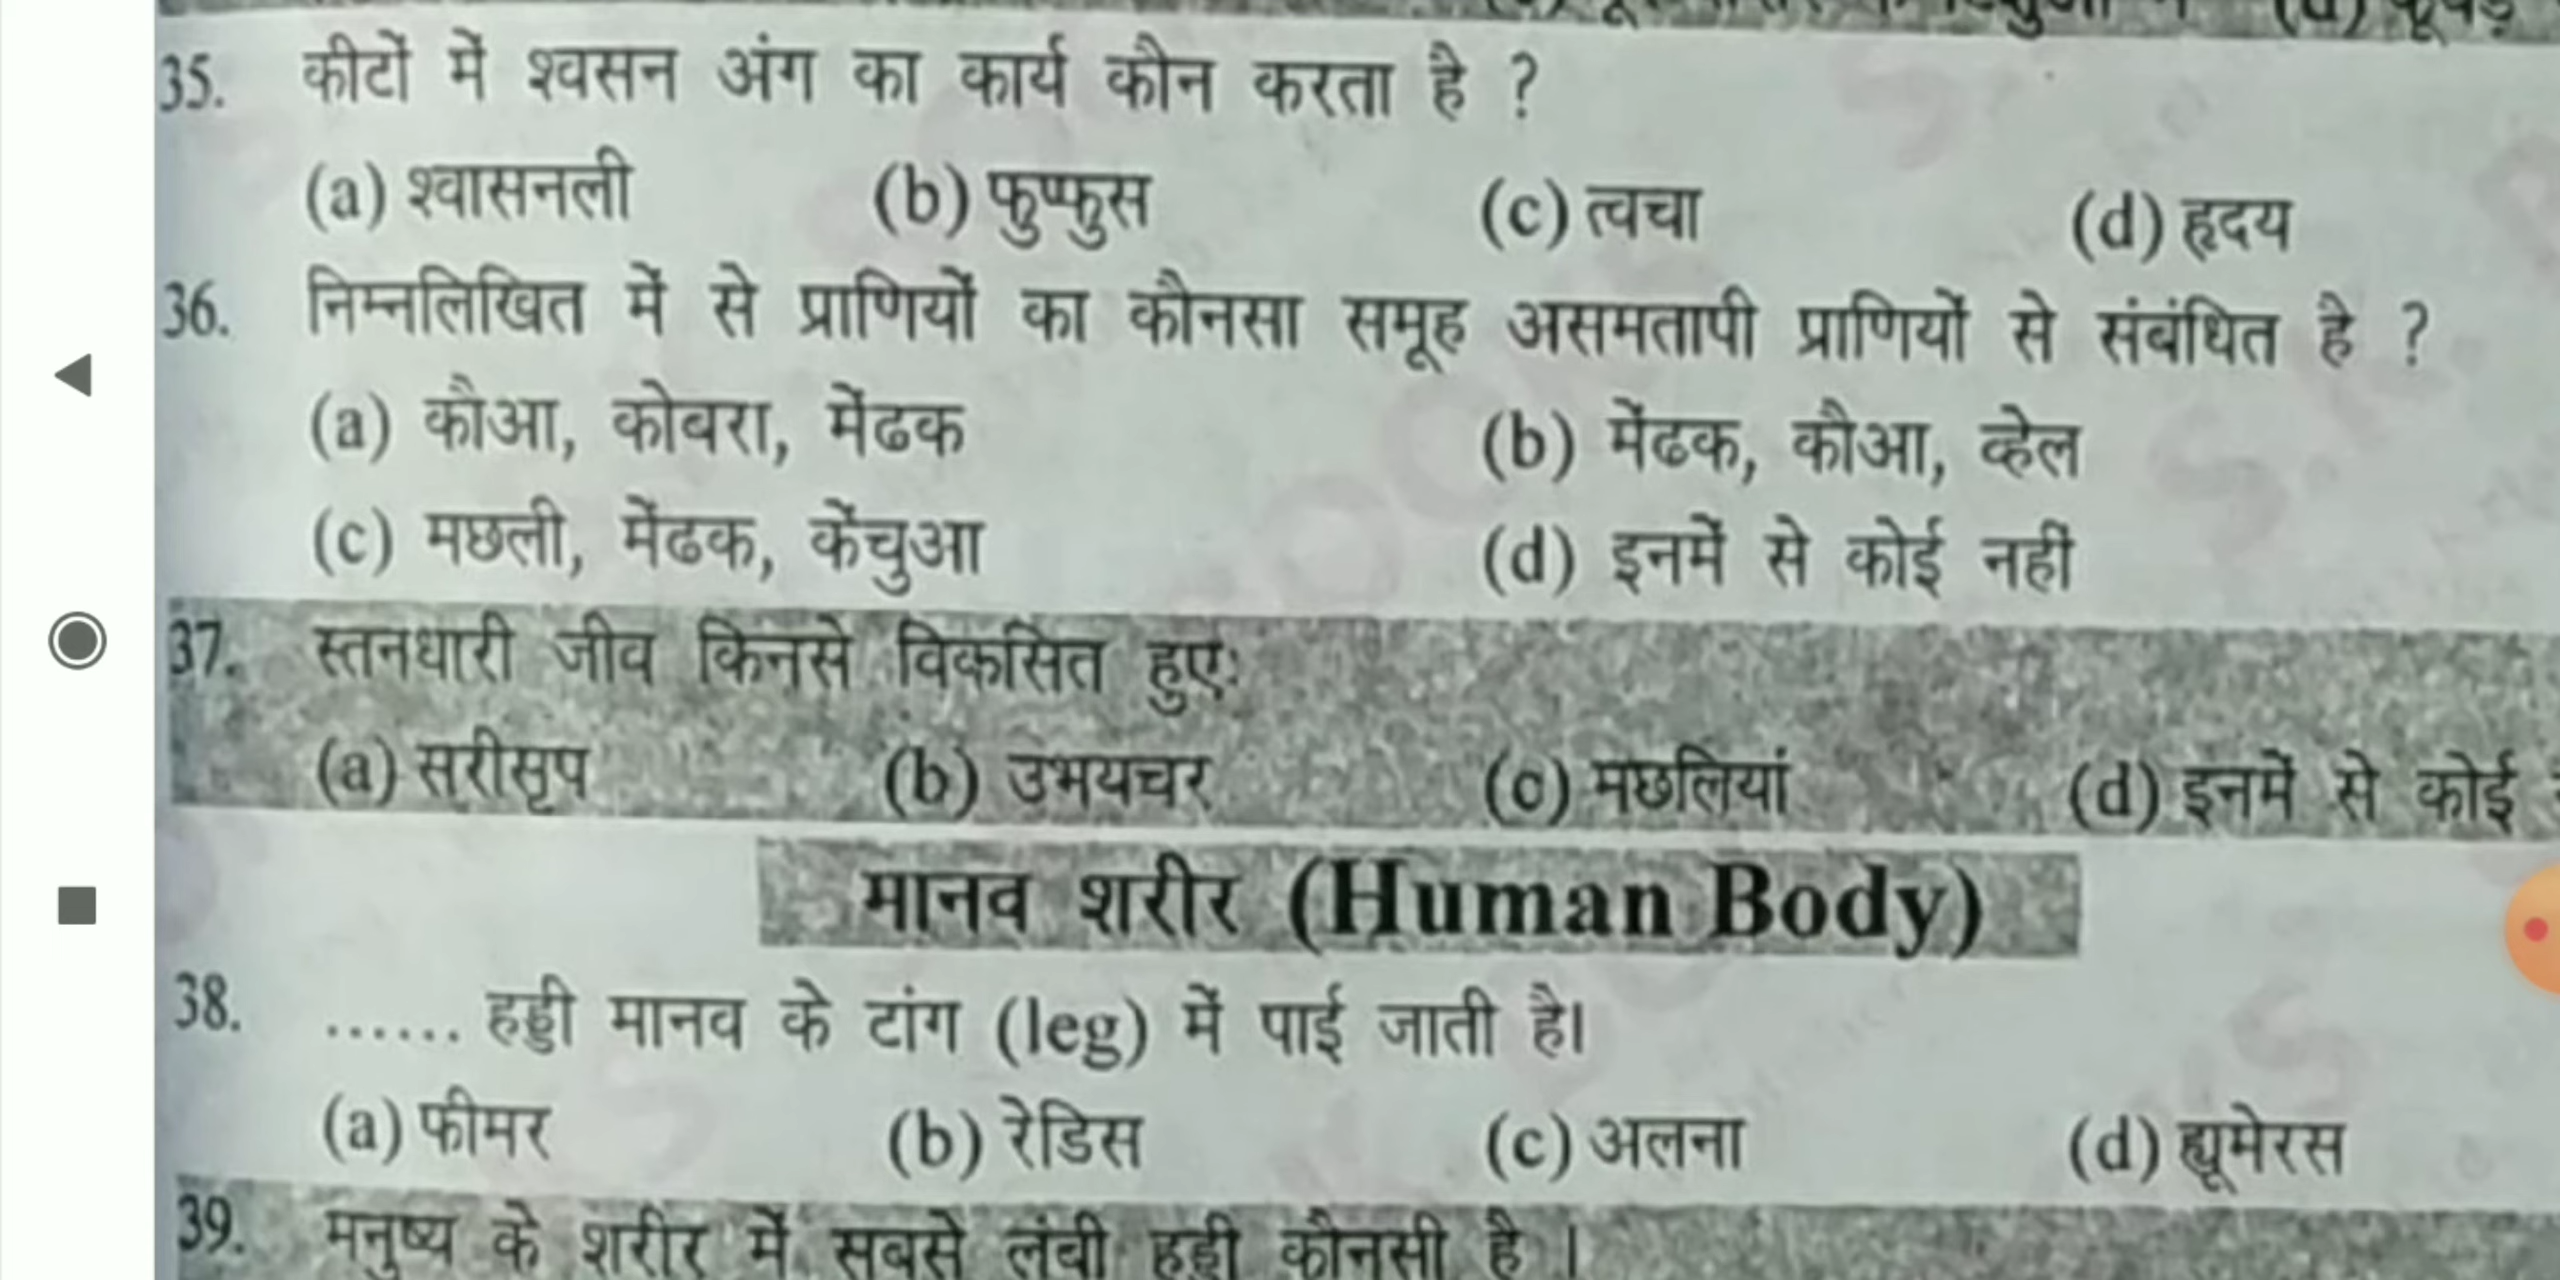 35. कीटों में श्वसन अंग का कार्य कौन करता है ?
(a) श्वासनली (b) फुफ्फुस (c) त्वचा (d) हृदय
36. निम्नलिखित में से प्राणियों का कौनसा समूह असमतापी प्राणियों से संबंधित है ?
(a) कौआ, कोबरा, मेंढक (b) मेंढक, कौआ, व्हेल
(c) मछली, मेंढक, केंचुआ (d) इनमें से कोई नहीं
37. स्तनधारी जीव किनसे विकसित हुए:
(a) सरीसृप (b) उभयचर (c) मछलियां (d) इनमें से कोई
मानव शरीर (Human Body)
38. ...... हड्डी मानव के टांग (leg) में पाई जाती है।
(a) फीमर (b) रेडिस (c) अलना (d) ह्यूमेरस
39. मनुष्य के शरीर में सबसे लंबी हड्डी कौनसी है ।